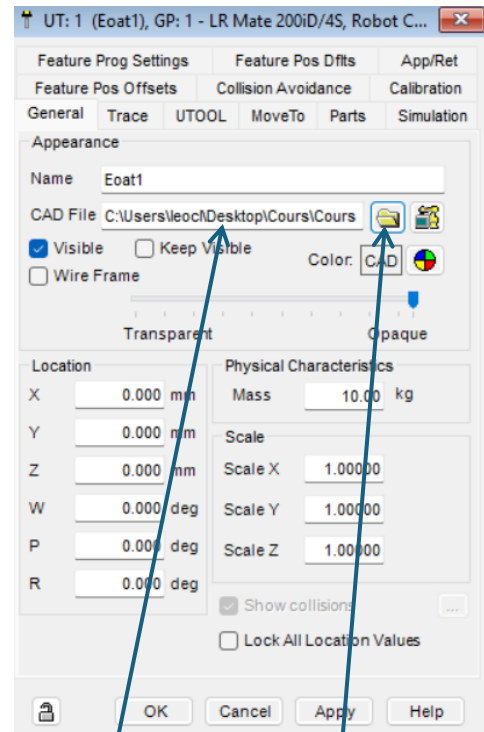 UT: 1 (Eoat1), GP: 1 - LR Mate 200iD/4S, Robot C...
Feature Prog Settings Feature Pos Dflts App/Ret
Feature Pos Offsets Collision Avoidance Calibration
General Trace UTOOL MoveTo Parts Simulation
Appearance
Name Eoat1
CAD File C:\Users\leocl\Desktop\Cours\Cours
Visible Keep Visible Color: CAD
Wire Frame
Transparent Opaque
Location Physical Characteristics
X 0.000 mm Mass 10.00 kg
Y 0.000 mm Scale
Z 0.000 mm Scale X 1.00000
W 0.000 deg Scale Y 1.00000
P 0.000 deg Scale Z 1.00000
R 0.000 deg
Show collisions ...
Lock All Location Values
OK Cancel Apply Help